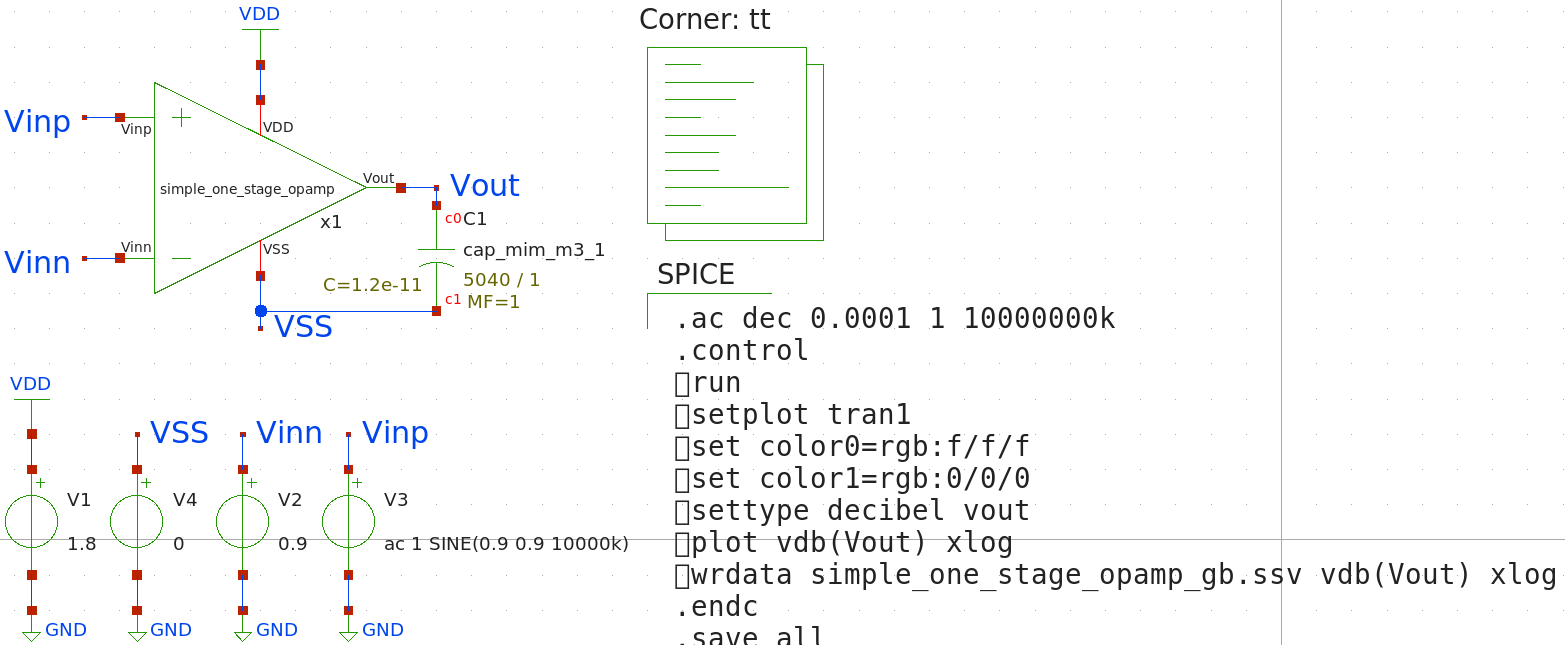 VDD
Vinp
Vinp
+
VDD
simple_one_stage_opamp
Vout
Vout
x1
Vinn
Vinn
−
VSS
c0
C1
cap_mim_m3_1
C=1.2e-11
5040 / 1
c1
MF=1
VSS
VDD
VSS
Vinn
Vinp
+
+
+
+
V1
V4
V2
V3
1.8
0
0.9
ac 1 SINE(0.9 0.9 10000k)
GND
GND
GND
GND
Corner: tt
SPICE
.ac dec 0.0001 1 10000000k
.control
run
setplot tran1
set color0=rgb:f/f/f
set color1=rgb:0/0/0
settype decibel vout
plot vdb(Vout) xlog
wrdata simple_one_stage_opamp_gb.ssv vdb(Vout) xlog
.endc
.save all